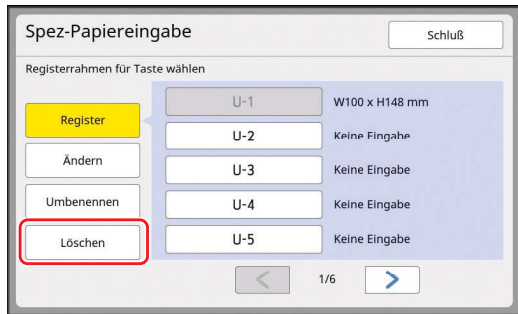 Spez-Papiereingabe
Schluß
Registerrahmen für Taste wählen
Register
Ändern
Umbenennen
Löschen
U-1 W100 x H148 mm
U-2 Keine Eingabe
U-3 Keine Eingabe
U-4 Keine Eingabe
U-5 Keine Eingabe
1/6